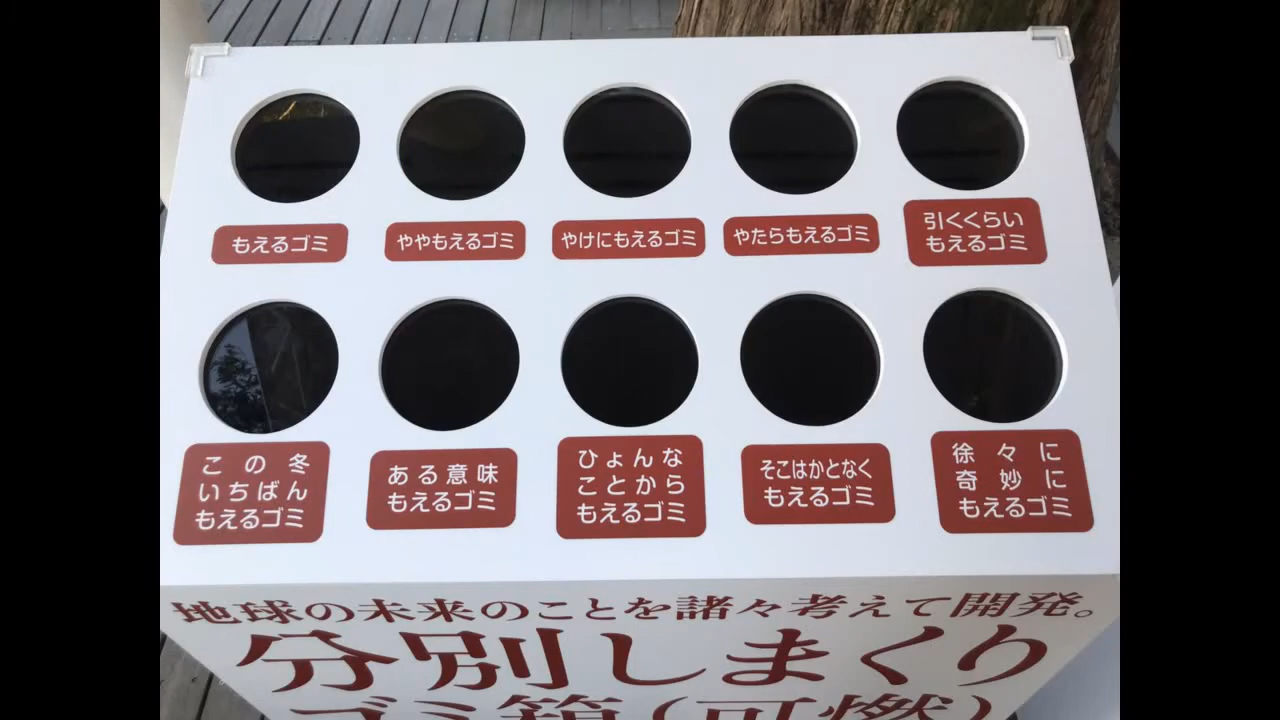 もえるゴミ
ややもえるゴミ
やけにもえるゴミ
やたらもえるゴミ
引くくらい
もえるゴミ
この冬
いちばん
もえるゴミ
ある意味
もえるゴミ
ひょんな
ことから
もえるゴミ
そこはかとなく
もえるゴミ
徐々に
奇妙に
もえるゴミ
地球の未来のことを諸々考えて開発。
分別しまくり
ゴミ箱(可燃)